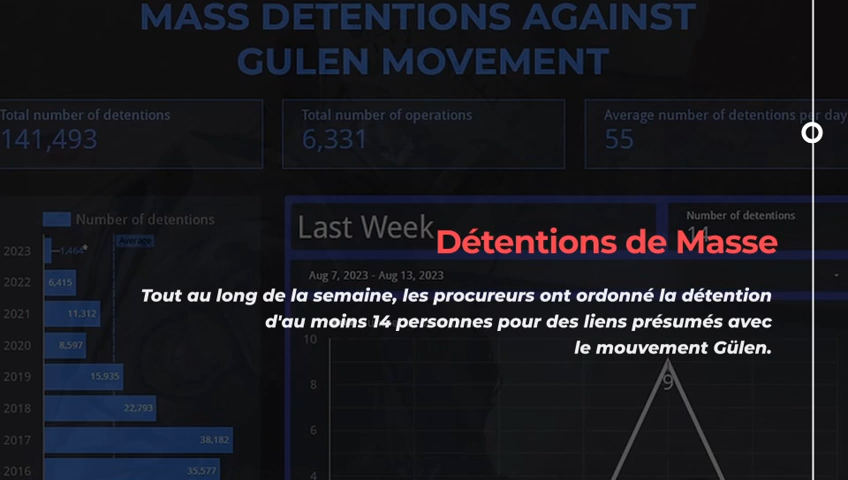 MASS DETENTIONS AGAINST
GULEN MOVEMENT
Total number of detentions
141,493
Total number of operations
6,331
Average number of detentions per day
55
Number of detentions
Average
2023 1,464*
2022 6,415
2021 11,312
2020 8,597
2019 15,935
2018 22,793
2017 38,182
2016 35,577
Last Week
Number of detentions
14
Aug 7, 2023 - Aug 13, 2023
Détentions de Masse
Tout au long de la semaine, les procureurs ont ordonné la détention
d'au moins 14 personnes pour des liens présumés avec
le mouvement Gülen.
10
8
6
4
9